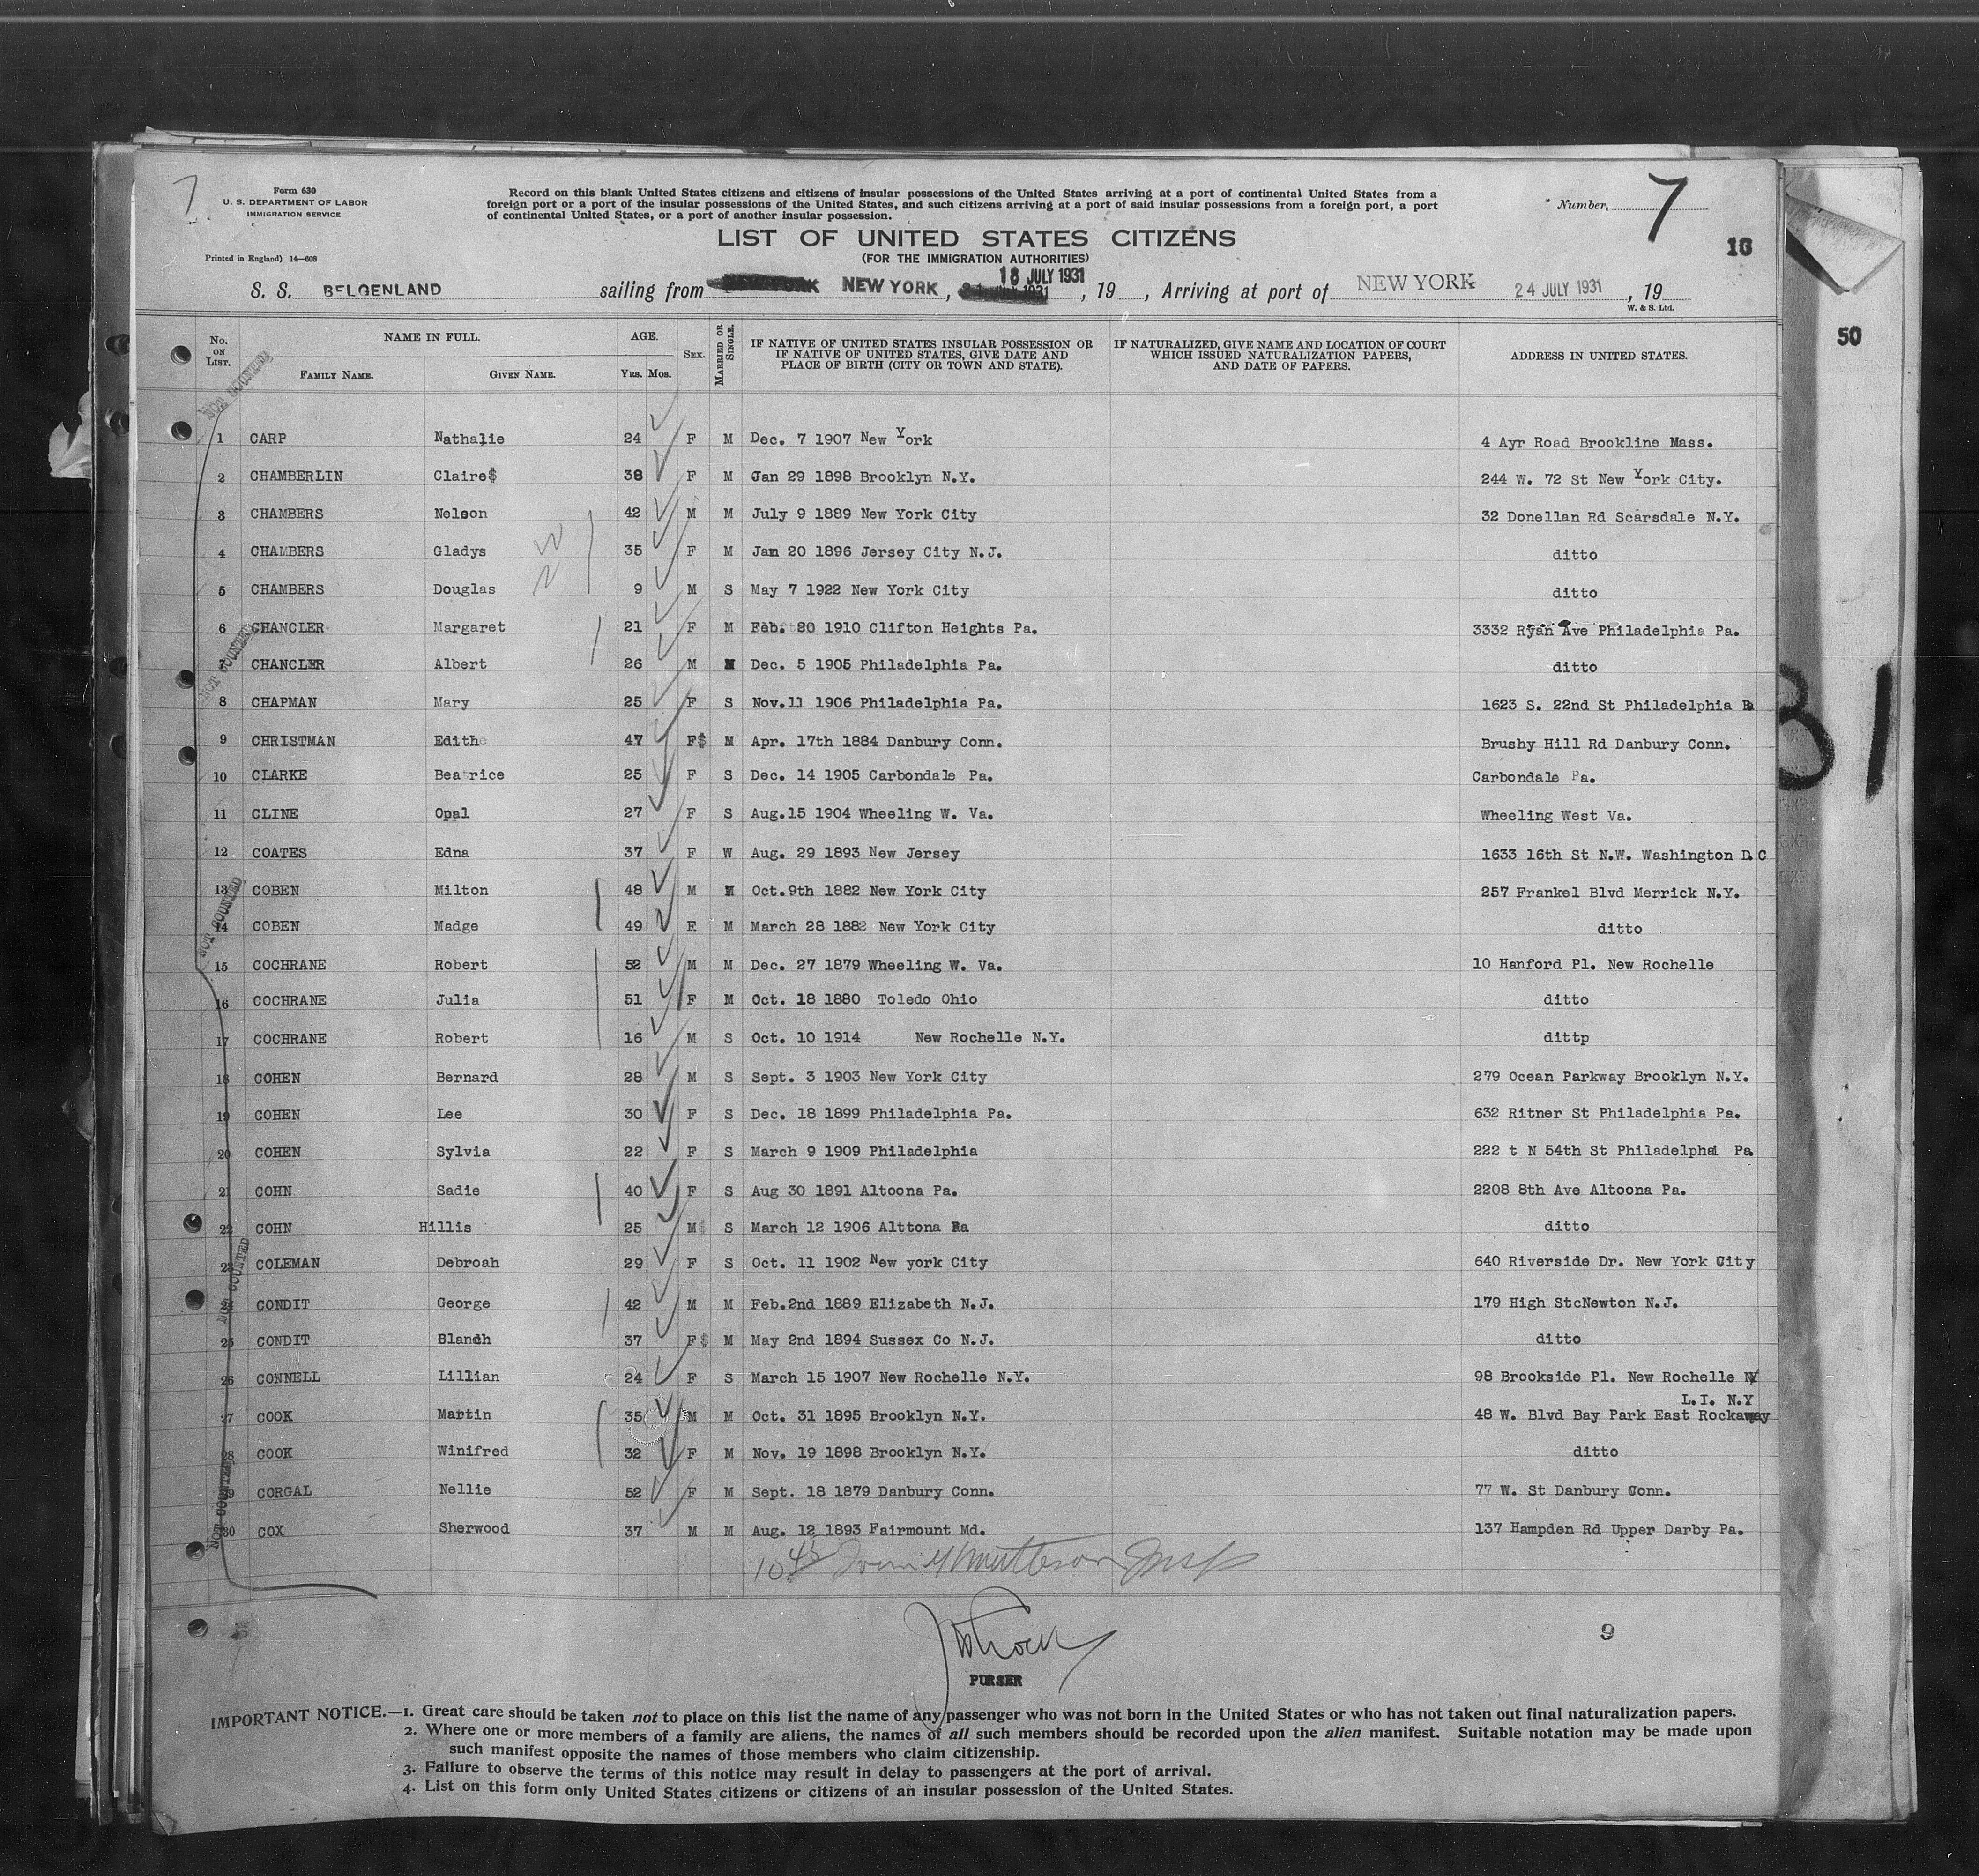 7
Form 630
U. S. DEPARTMENT OF LABOR
IMMIGRATION SERVICE
Printed in England) 14—608
Record on this blank United States citizens and citizens of insular possessions of the United States arriving at a port of continental United States from a
foreign port or a port of the insular possessions of the United States, and such citizens arriving at a port of said insular possessions from a foreign port, a port
of continental United States, or a port of another insular possession.
Number, 7
10
LIST OF UNITED STATES CITIZENS
(FOR THE IMMIGRATION AUTHORITIES)
S. S. BELGENLAND sailing from NEW YORK NEW YORK, 18 JULY 1931, 19 , Arriving at port of NEW YORK 24 JULY 1931, 19
W. & S. Ltd.
50
No. ON LIST. NAME IN FULL. FAMILY NAME. GIVEN NAME. AGE. YRS. MOS. SEX. MARRIED OR SINGLE. IF NATIVE OF UNITED STATES INSULAR POSSESSION OR IF NATIVE OF UNITED STATES, GIVE DATE AND PLACE OF BIRTH (CITY OR TOWN AND STATE). IF NATURALIZED, GIVE NAME AND LOCATION OF COURT WHICH ISSUED NATURALIZATION PAPERS, AND DATE OF PAPERS. ADDRESS IN UNITED STATES.
NOT COUNTED
1 CARP Nathalie 24 F M Dec. 7 1907 New York 4 Ayr Road Brookline Mass.
2 CHAMBERLIN Claire$ 38 F M Jan 29 1898 Brooklyn N.Y. 244 W. 72 St New York City.
3 CHAMBERS Nelson 42 M M July 9 1889 New York City 32 Donellan Rd Scarsdale N.Y.
4 CHAMBERS Gladys 35 F M Jan 20 1896 Jersey City N.J. ditto
5 CHAMBERS Douglas 9 M S May 7 1922 New York City ditto
6 CHANCLER Margaret 21 F M Feb. 20 1910 Clifton Heights Pa. 3332 Ryan Ave Philadelphia Pa.
NOT COUNTED
7 CHANCLER Albert 26 M M Dec. 5 1905 Philadelphia Pa. ditto
8 CHAPMAN Mary 25 F S Nov.11 1906 Philadelphia Pa. 1623 S. 22nd St Philadelphia Pa
9 CHRISTMAN Edithe 47 F$ M Apr. 17th 1884 Danbury Conn. Brushy Hill Rd Danbury Conn.
10 CLARKE Beatrice 25 F S Dec. 14 1905 Carbondale Pa. Carbondale Pa.
11 CLINE Opal 27 F S Aug.15 1904 Wheeling W. Va. Wheeling West Va.
12 COATES Edna 37 F W Aug. 29 1893 New Jersey 1633 16th St N.W. Washington D.C
13 COBEN Milton 48 M M Oct.9th 1882 New York City 257 Frankel Blvd Merrick N.Y.
NOT COUNTED
14 COBEN Madge 49 F M March 28 1882 New York City ditto
15 COCHRANE Robert 52 M M Dec. 27 1879 Wheeling W. Va. 10 Hanford Pl. New Rochelle
16 COCHRANE Julia 51 F M Oct. 18 1880 Toledo Ohio ditto
17 COCHRANE Robert 16 M S Oct. 10 1914 New Rochelle N.Y. dittp
18 COHEN Bernard 28 M S Sept. 3 1903 New York City 279 Ocean Parkway Brooklyn N.Y.
19 COHEN Lee 30 F S Dec. 18 1899 Philadelphia Pa. 632 Ritner St Philadelphia Pa.
20 COHEN Sylvia 22 F S March 9 1909 Philadelphia 222 t N 54th St Philadelphai Pa
21 COHN Sadie 40 F S Aug 30 1891 Altoona Pa. 2208 8th Ave Altoona Pa.
22 COHN Hillis 25 M$ S March 12 1906 Alttona Pa ditto
23 COLEMAN Debroah 29 F S Oct. 11 1902 New york City 640 Riverside Dr. New York City
NOT COUNTED
24 CONDIT George 42 M M Feb.2nd 1889 Elizabeth N.J. 179 High StcNewton N.J.
25 CONDIT Blanch 37 F$ M May 2nd 1894 Sussex Co N.J. ditto
26 CONNELL Lillian 24 F S March 15 1907 New Rochelle N.Y. 98 Brookside Pl. New Rochelle NY
L.I. N.Y
27 COOK Martin 35 M M Oct. 31 1895 Brooklyn N.Y. 48 W. Blvd Bay Park East Rockaway
28 COOK Winifred 32 F M Nov. 19 1898 Brooklyn N.Y. ditto
29 CORGAL Nellie 52 F M Sept. 18 1879 Danbury Conn. 77 W. St Danbury Conn.
NOT COUNTED
30 COX Sherwood 37 M M Aug. 12 1893 Fairmount Md. 137 Hampden Rd Upper Darby Pa.
Insp
PURSER
9
IMPORTANT NOTICE.—1. Great care should be taken not to place on this list the name of any passenger who was not born in the United States or who has not taken out final naturalization papers.
2. Where one or more members of a family are aliens, the names of all such members should be recorded upon the alien manifest. Suitable notation may be made upon
such manifest opposite the names of those members who claim citizenship.
3. Failure to observe the terms of this notice may result in delay to passengers at the port of arrival.
4. List on this form only United States citizens or citizens of an insular possession of the United States.